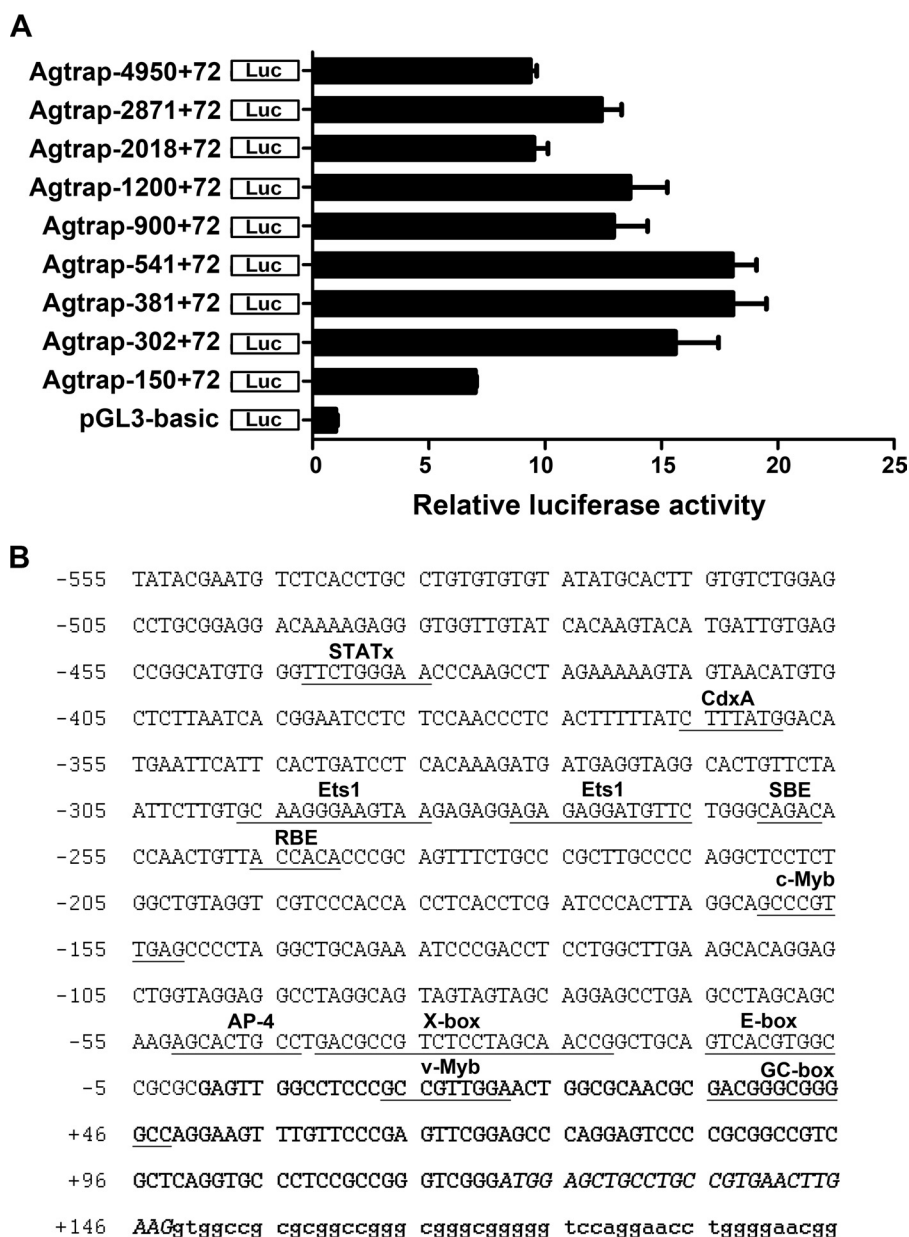 A
Agtrap-4950+72 Luc
Agtrap-2871+72 Luc
Agtrap-2018+72 Luc
Agtrap-1200+72 Luc
Agtrap-900+72 Luc
Agtrap-541+72 Luc
Agtrap-381+72 Luc
Agtrap-302+72 Luc
Agtrap-150+72 Luc
pGL3-basic Luc
0 5 10 15 20 25
Relative luciferase activity
B
-555 TATACGAATG TCTCACCTGC CTGTGTGTGT ATATGCACTT GTGTCTGGAG
-505 CCTGCGGAGG ACAAAAGAGG GTGGTTGTAT CACAAGTACA TGATTGTGAG
STATx
-455 CCGGCATGTG GGTTCTGGGA ACCCAAGCCT AGAAAAAGTA GTAACATGTG
CdxA
-405 CTCTTAATCA CGGAATCCTC TCCAACCCTC ACTTTTTATC TTTATGGACA
-355 TGAATTCATT CACTGATCCT CACAAAGATG ATGAGGTAGG CACTGTTCTA
Ets1 Ets1 SBE
-305 ATTCTTGTGC AAGGGAAGTA AGAGAGGAGA GAGGATGTTC TGGGCAGACA
RBE
-255 CCAACTGTTA CCACACCCGC AGTTTCTGCC CGCTTGCCCC AGGCTCCTCT
c-Myb
-205 GGCTGTAGGT CGTCCCACCA CCTCACCTCG ATCCCACTTA GGCAGCCCGT
-155 TGAGCCCCTA GGCTGCAGAA ATCCCGACCT CCTGGCTTGA AGCACAGGAG
-105 CTGGTAGGAG GCCTAGGCAG TAGTAGTAGC AGGAGCCTGA GCCTAGCAGC
AP-4 X-box E-box
-55 AAGAGCACTG CCTGACGCCG TCTCCTAGCA ACCGGCTGCA GTCACGTGGC
v-Myb GC-box
-5 CGCGCGAGTT GGCCTCCCGC CGTTGGAACT GGCGCAACGC GACGGGCGGG
+46 GCCAGGAAGT TTGTTCCCGA GTTCGGAGCC CAGGAGTCCC CGCGGCCGTC
+96 GCTCAGGTGC CCTCCGCCGG GTCGGGATGG AGCTGCCTGC CGTGAACTTG
+146 AAGgtggccg cgcggccggg cgggcggggg tccaggaacc tggggaacgg